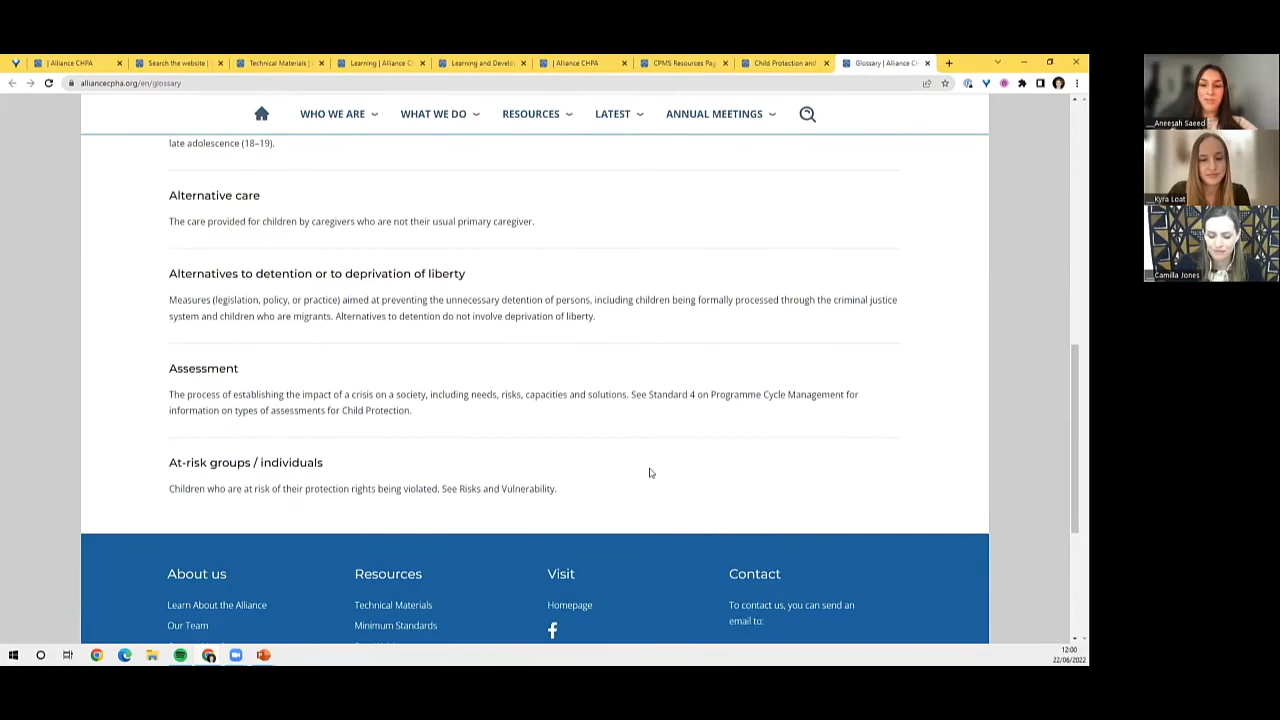 | Alliance CHPA
Search the website |
Technical Materials |
Learning | Alliance C
Learning and Develo
| Alliance CHPA
CPMS Resources Pag
Child Protection and
Glossary | Alliance C
alliancecpha.org/en/glossary
WHO WE ARE
WHAT WE DO
RESOURCES
LATEST
ANNUAL MEETINGS
late adolescence (18–19).
Alternative care
The care provided for children by caregivers who are not their usual primary caregiver.
Alternatives to detention or to deprivation of liberty
Measures (legislation, policy, or practice) aimed at preventing the unnecessary detention of persons, including children being formally processed through the criminal justice
system and children who are migrants. Alternatives to detention do not involve deprivation of liberty.
Assessment
The process of establishing the impact of a crisis on a society, including needs, risks, capacities and solutions. See Standard 4 on Programme Cycle Management for
information on types of assessments for Child Protection.
At-risk groups / individuals
Children who are at risk of their protection rights being violated. See Risks and Vulnerability.
About us
Resources
Visit
Contact
Learn About the Alliance
Technical Materials
Homepage
To contact us, you can send an
email to:
Our Team
Minimum Standards
12:00
22/06/2022
Aneesah Saeed
Kyra Loat
Camilla Jones